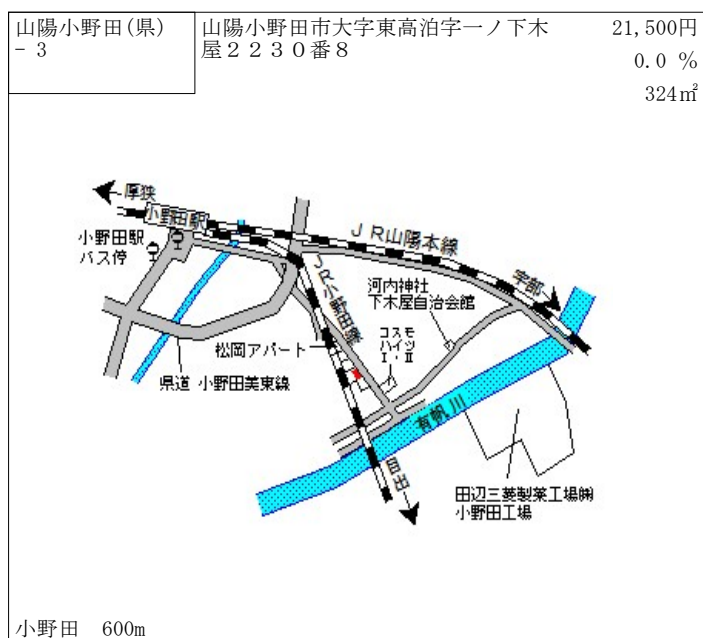 山陽小野田(県)
- 3
山陽小野田市大字東高泊字一ノ下木
屋２２３０番８
21,500円
0.0 %
324㎡
厚狭
小野田駅
小野田駅
バス停
ＪＲ山陽本線
宇部
ＪＲ小野田線
河内神社
下木屋自治会館
コスモ
ハイツ
Ⅰ・Ⅱ
松岡アパート
県道 小野田美東線
有帆川
目出
田辺三菱製薬工場㈱
小野田工場
小野田　600m